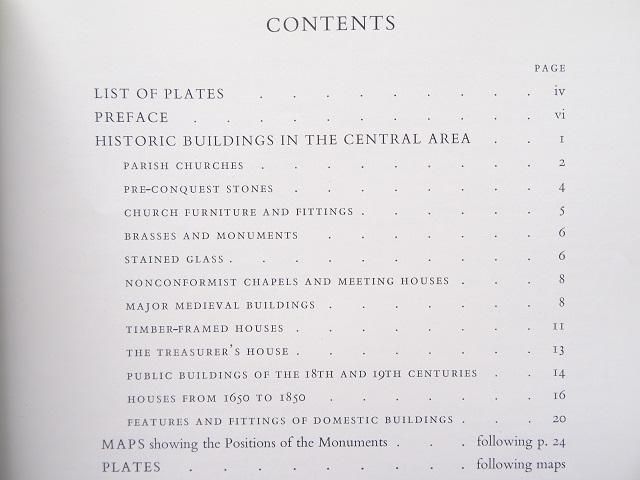 CONTENTS
PAGE
LIST OF PLATES . . . . . . . . iv
PREFACE . . . . . . . . . vi
HISTORIC BUILDINGS IN THE CENTRAL AREA . . 1
PARISH CHURCHES . . . . . . . . 2
PRE-CONQUEST STONES . . . . . . . 4
CHURCH FURNITURE AND FITTINGS . . . . . 5
BRASSES AND MONUMENTS . . . . . . 6
STAINED GLASS . . . . . . . . 6
NONCONFORMIST CHAPELS AND MEETING HOUSES . . . 8
MAJOR MEDIEVAL BUILDINGS . . . . . . 8
TIMBER-FRAMED HOUSES . . . . . . . 11
THE TREASURER'S HOUSE . . . . . . . 13
PUBLIC BUILDINGS OF THE 18TH AND 19TH CENTURIES . . 14
HOUSES FROM 1650 TO 1850 . . . . . . 16
FEATURES AND FITTINGS OF DOMESTIC BUILDINGS . . . 20
MAPS showing the Positions of the Monuments . . . following p. 24
PLATES . . . . . . . . following maps